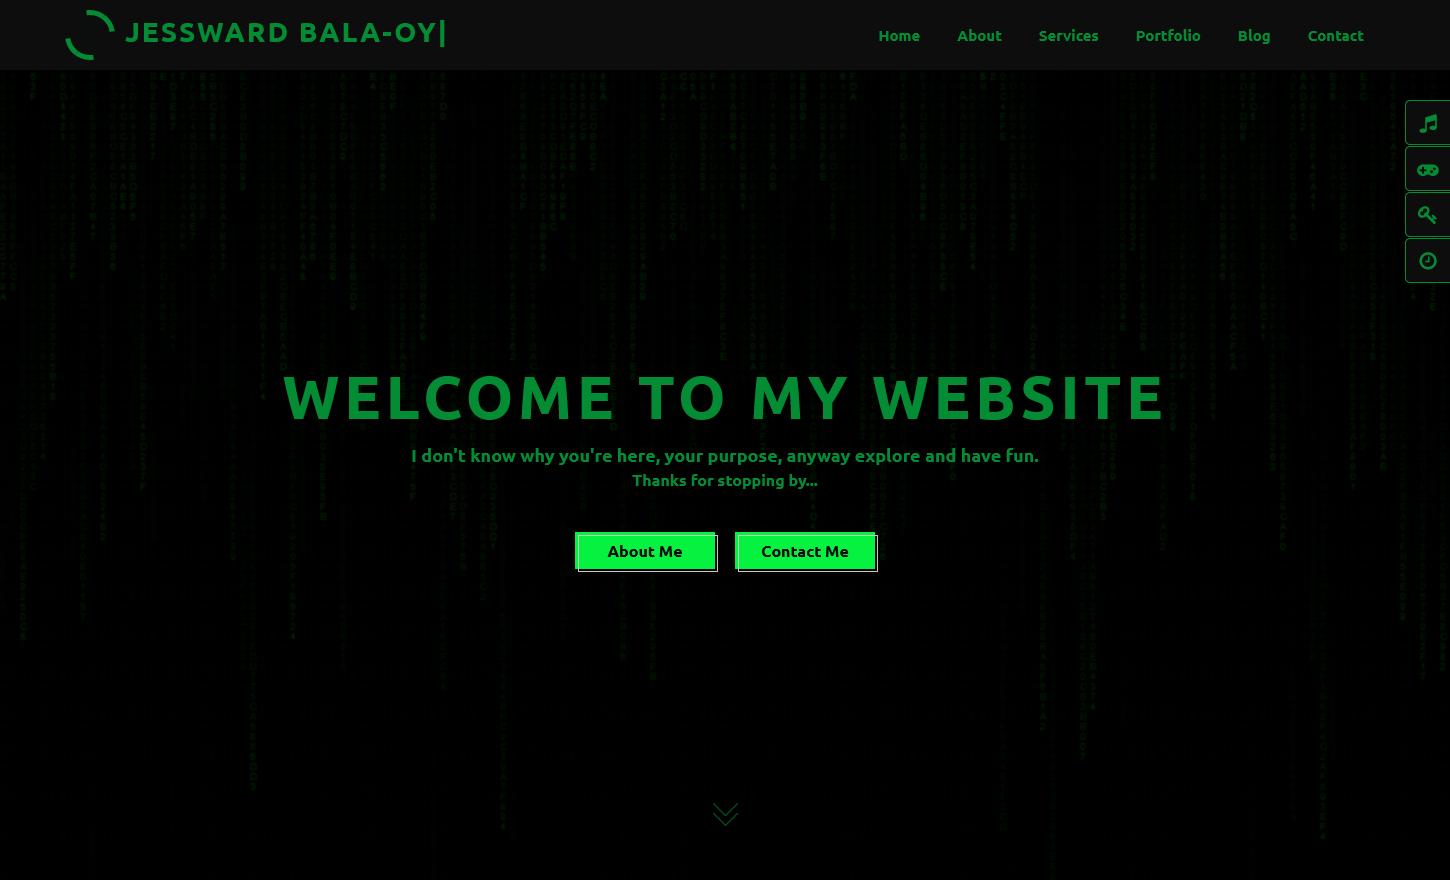 JESSWARD BALA-OY|
Home About Services Portfolio Blog Contact
WELCOME TO MY WEBSITE
I don't know why you're here, your purpose, anyway explore and have fun.
Thanks for stopping by...
About Me Contact Me